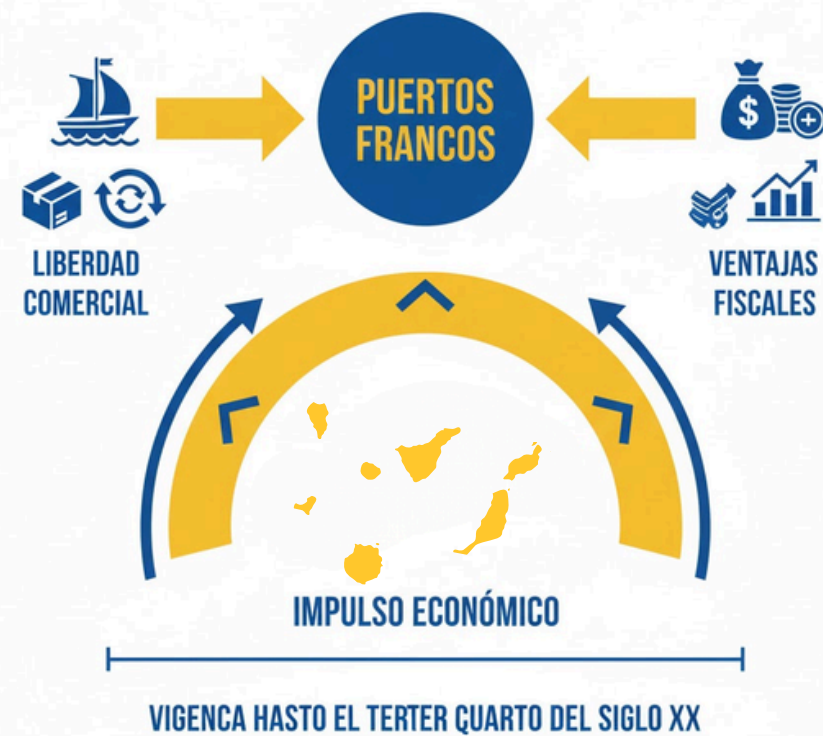 PUERTOS
FRANCOS
LIBERDAD
COMERCIAL
VENTAJAS
FISCALES
IMPULSO ECONÓMICO
VIGENCA HASTO EL TERTER QUARTO DEL SIGLO XX